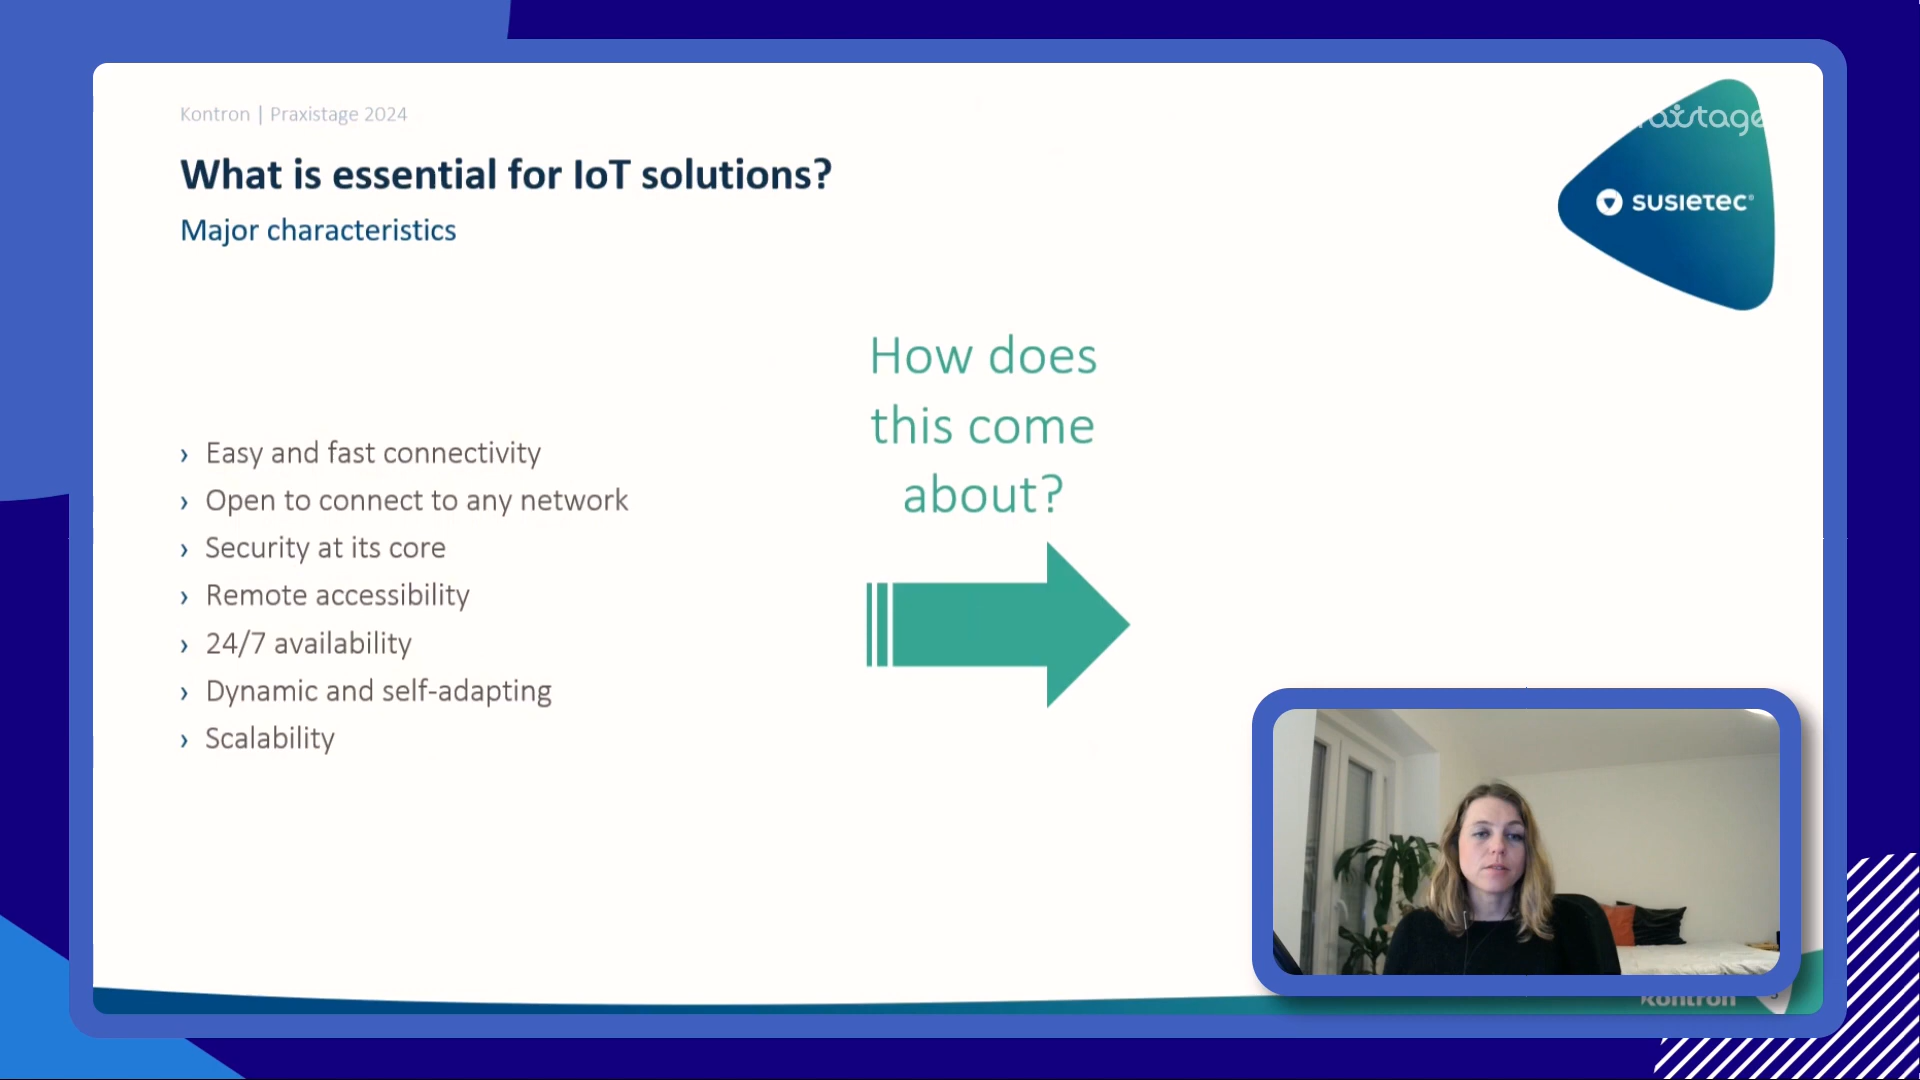 Kontron | Praxistage 2024
What is essential for IoT solutions?
Major characteristics
susietec®
How does
this come
about?
› Easy and fast connectivity
› Open to connect to any network
› Security at its core
› Remote accessibility
› 24/7 availability
› Dynamic and self-adapting
› Scalability
kontron